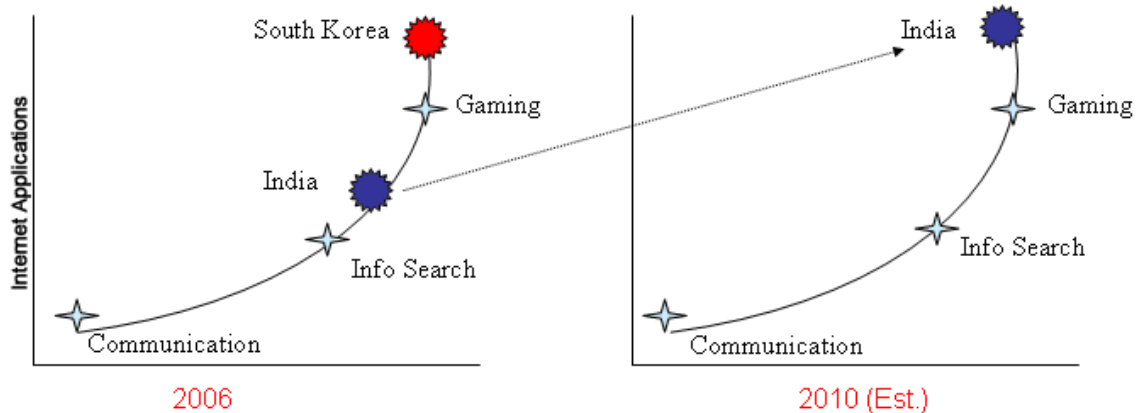 Internet Applications
South Korea
Gaming
India
Info Search
Communication
2006
India
Gaming
Info Search
Communication
2010 (Est.)